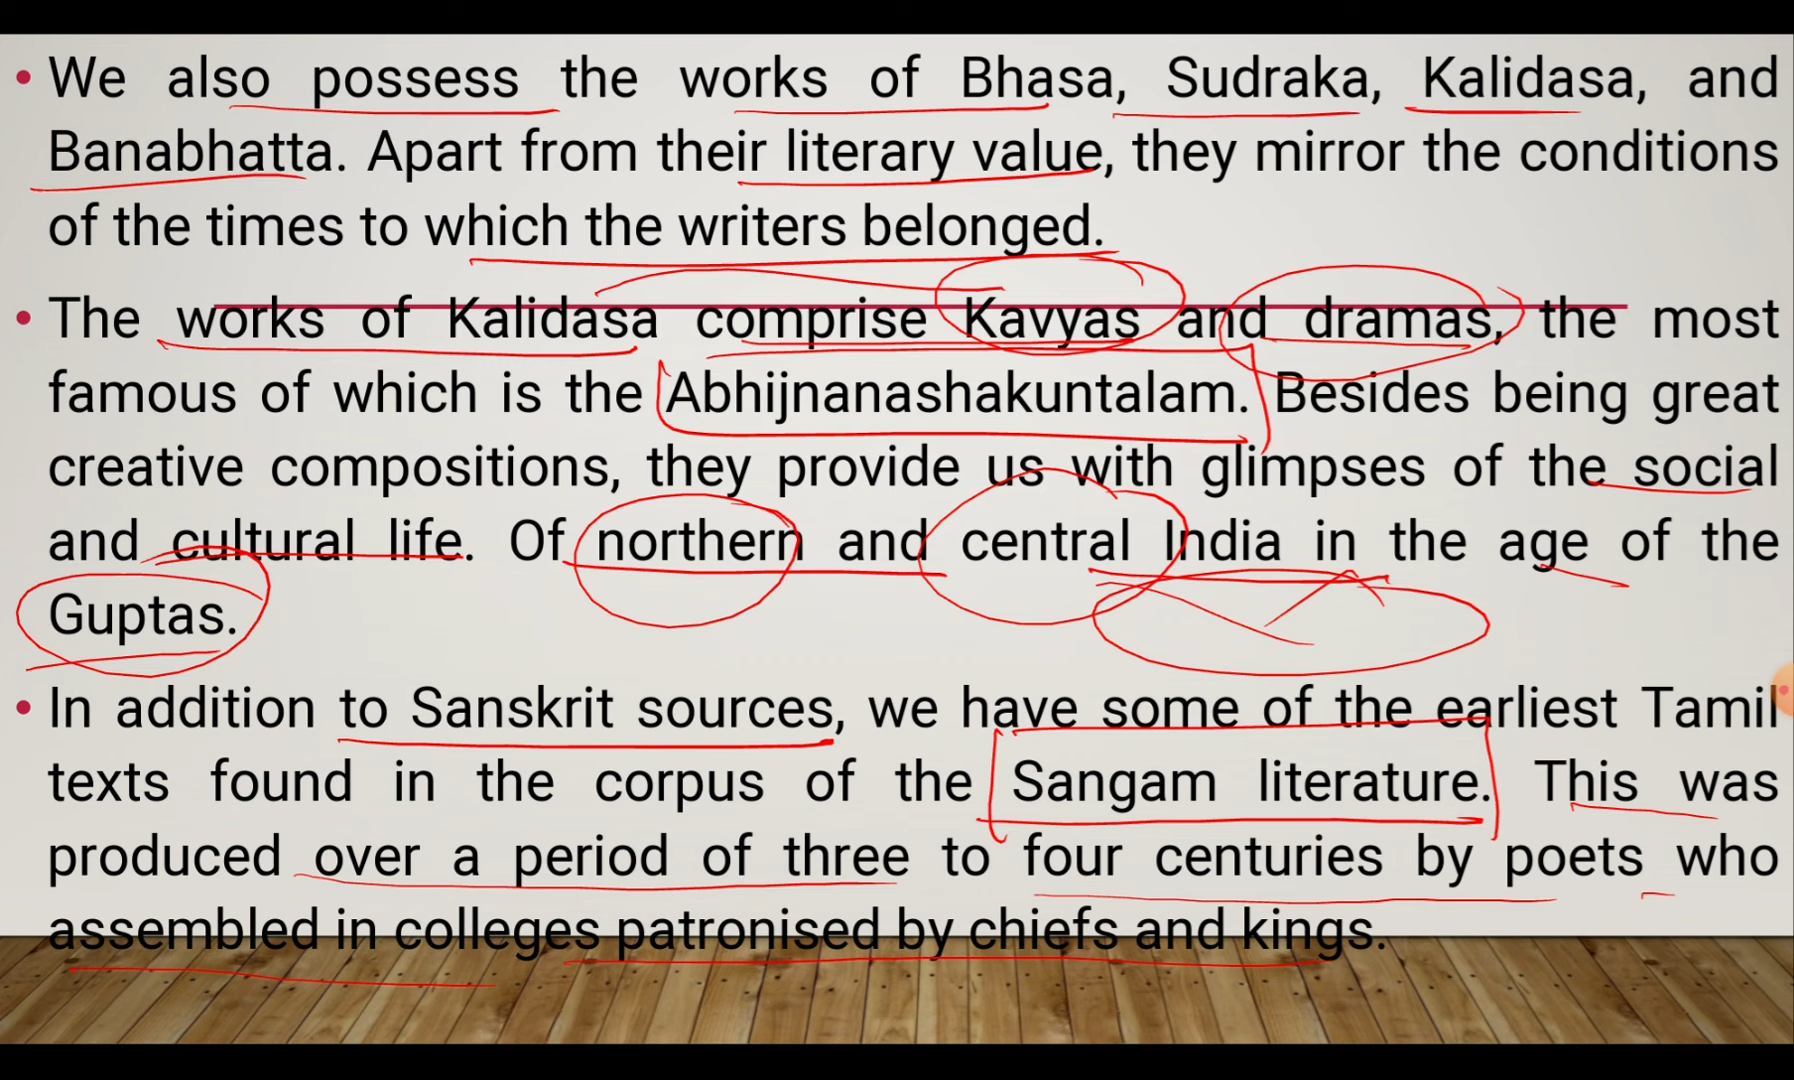 • We also possess the works of Bhasa, Sudraka, Kalidasa, and
Banabhatta. Apart from their literary value, they mirror the conditions
of the times to which the writers belonged.
• The works of Kalidasa comprise Kavyas and dramas, the most
famous of which is the Abhijnanashakuntalam. Besides being great
creative compositions, they provide us with glimpses of the social
and cultural life. Of northern and central India in the age of the
Guptas.
• In addition to Sanskrit sources, we have some of the earliest Tamil
texts found in the corpus of the Sangam literature. This was
produced over a period of three to four centuries by poets who
assembled in colleges patronised by chiefs and kings.